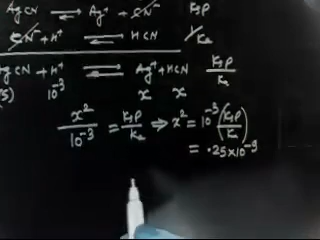 AgCN ⇌ Ag⁺ + CN⁻ Ksp
CN⁻ + H⁺ ⇌ HCN 1/Ka
AgCN + H⁺ ⇌ Ag⁺ + HCN Ksp/Ka
(S) 10⁻³ x x
x²/10⁻³ = Ksp/Ka ⇒ x² = 10⁻³(Ksp/Ka)
= .25×10⁻⁹